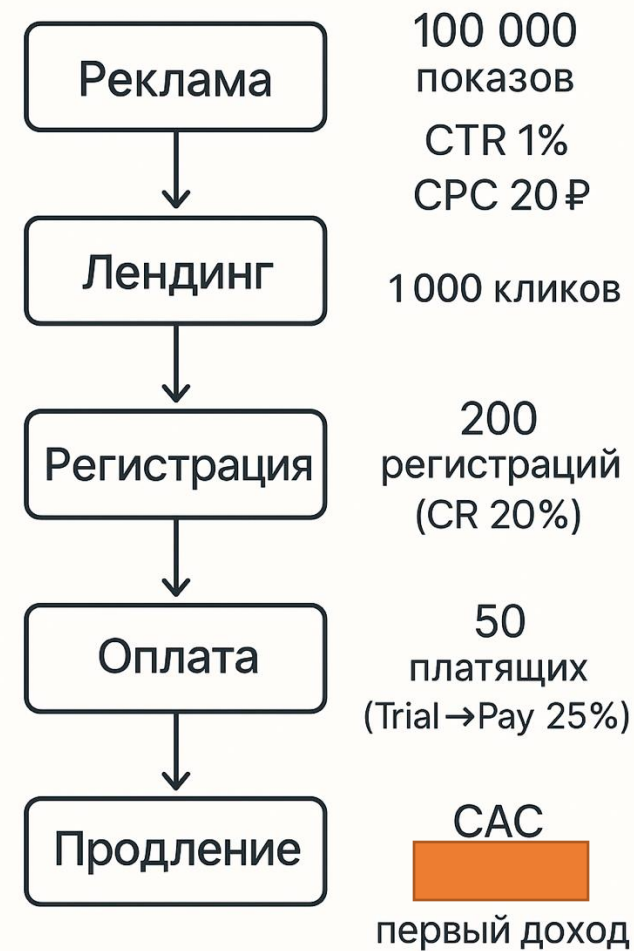 Реклама
100 000
показов
CTR 1%
CPC 20 ₽
Лендинг
1 000 кликов
Регистрация
200
регистраций
(CR 20%)
Оплата
50
платящих
(Trial→Pay 25%)
Продление
CAC
первый доход